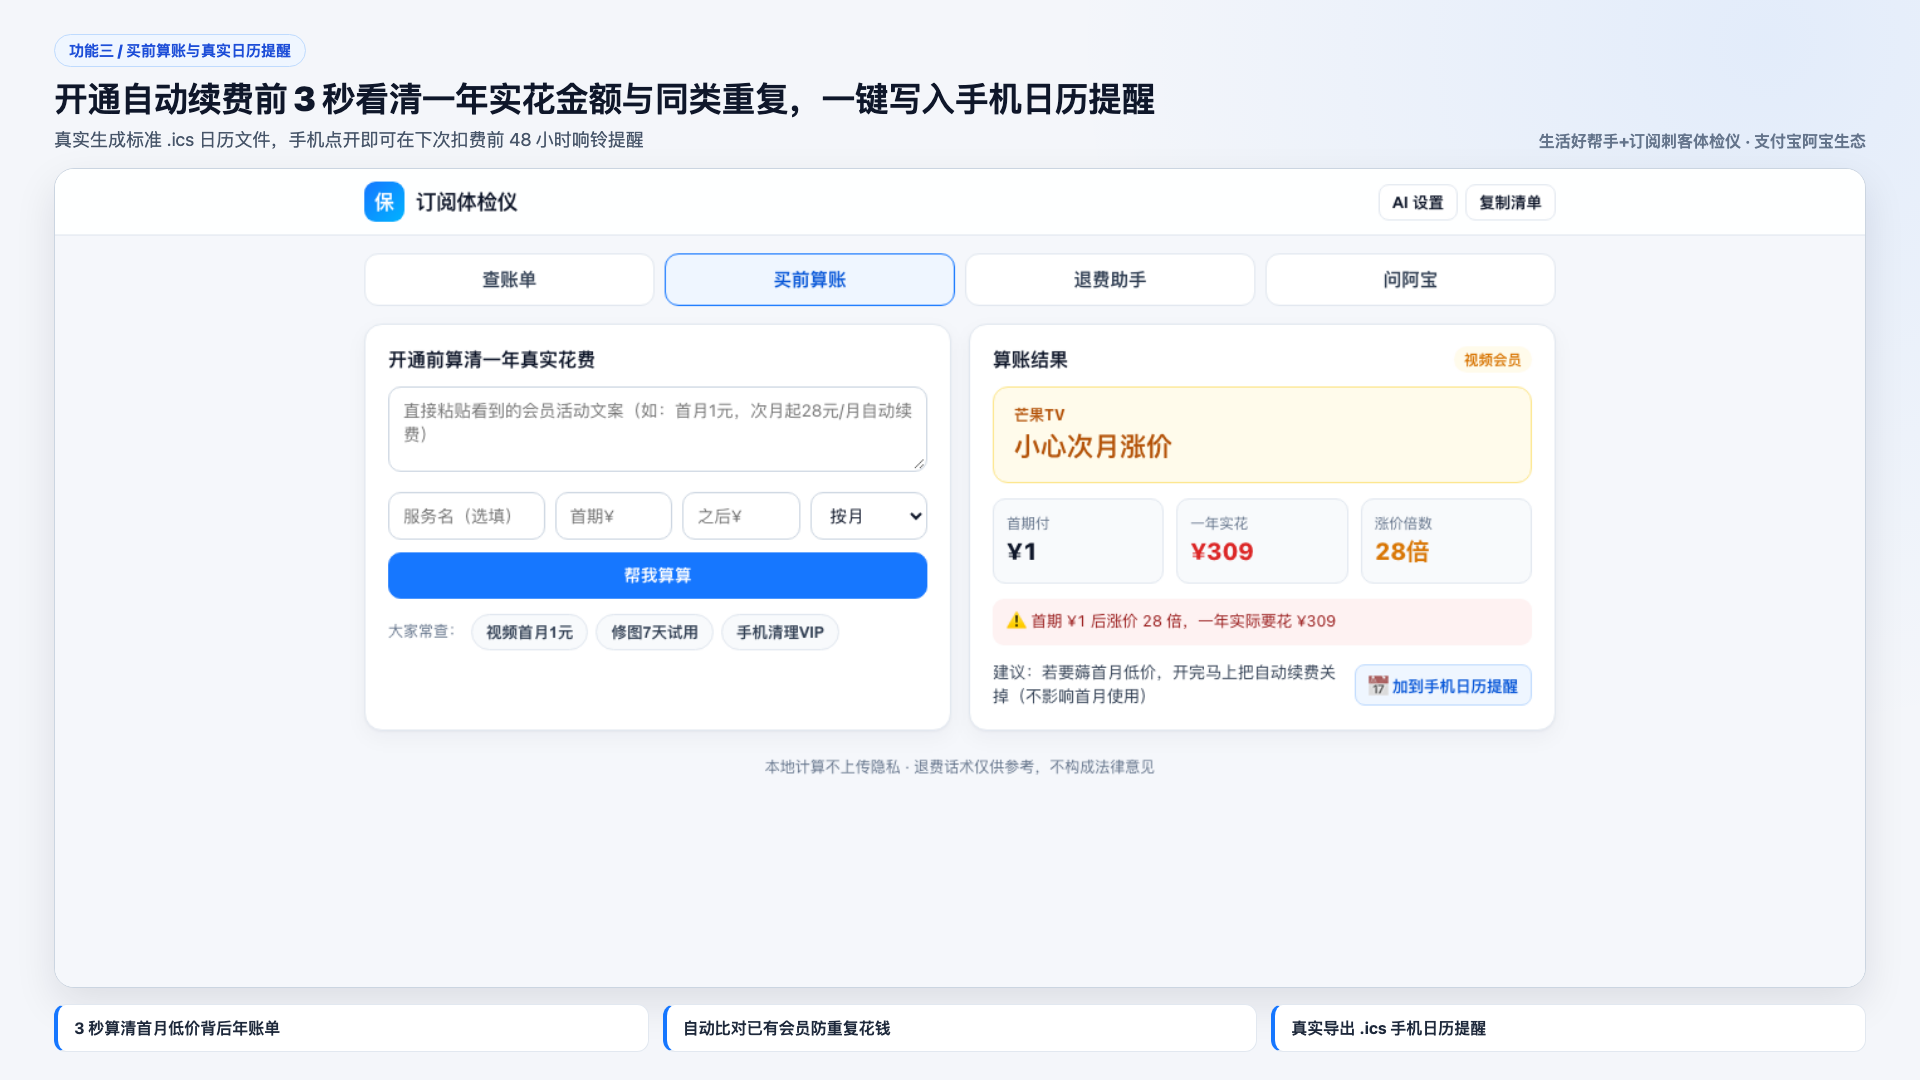 功能三 / 买前算账与真实日历提醒
开通自动续费前 3 秒看清一年实花金额与同类重复，一键写入手机日历提醒
真实生成标准 .ics 日历文件，手机点开即可在下次扣费前 48 小时响铃提醒
生活好帮手+订阅刺客体检仪 · 支付宝阿宝生态
保 订阅体检仪
AI 设置
复制清单
查账单
买前算账
退费助手
问阿宝
开通前算清一年真实花费
直接粘贴看到的会员活动文案（如：首月1元，次月起28元/月自动续
费）
服务名（选填）
首期¥
之后¥
按月
帮我算算
大家常查：
视频首月1元
修图7天试用
手机清理VIP
算账结果
视频会员
芒果TV
小心次月涨价
首期付
¥1
一年实花
¥309
涨价倍数
28倍
⚠️ 首期 ¥1 后涨价 28 倍，一年实际要花 ¥309
建议：若要薅首月低价，开完马上把自动续费关
掉（不影响首月使用）
📅 加到手机日历提醒
本地计算不上传隐私 · 退费话术仅供参考，不构成法律意见
3 秒算清首月低价背后年账单
自动比对已有会员防重复花钱
真实导出 .ics 手机日历提醒